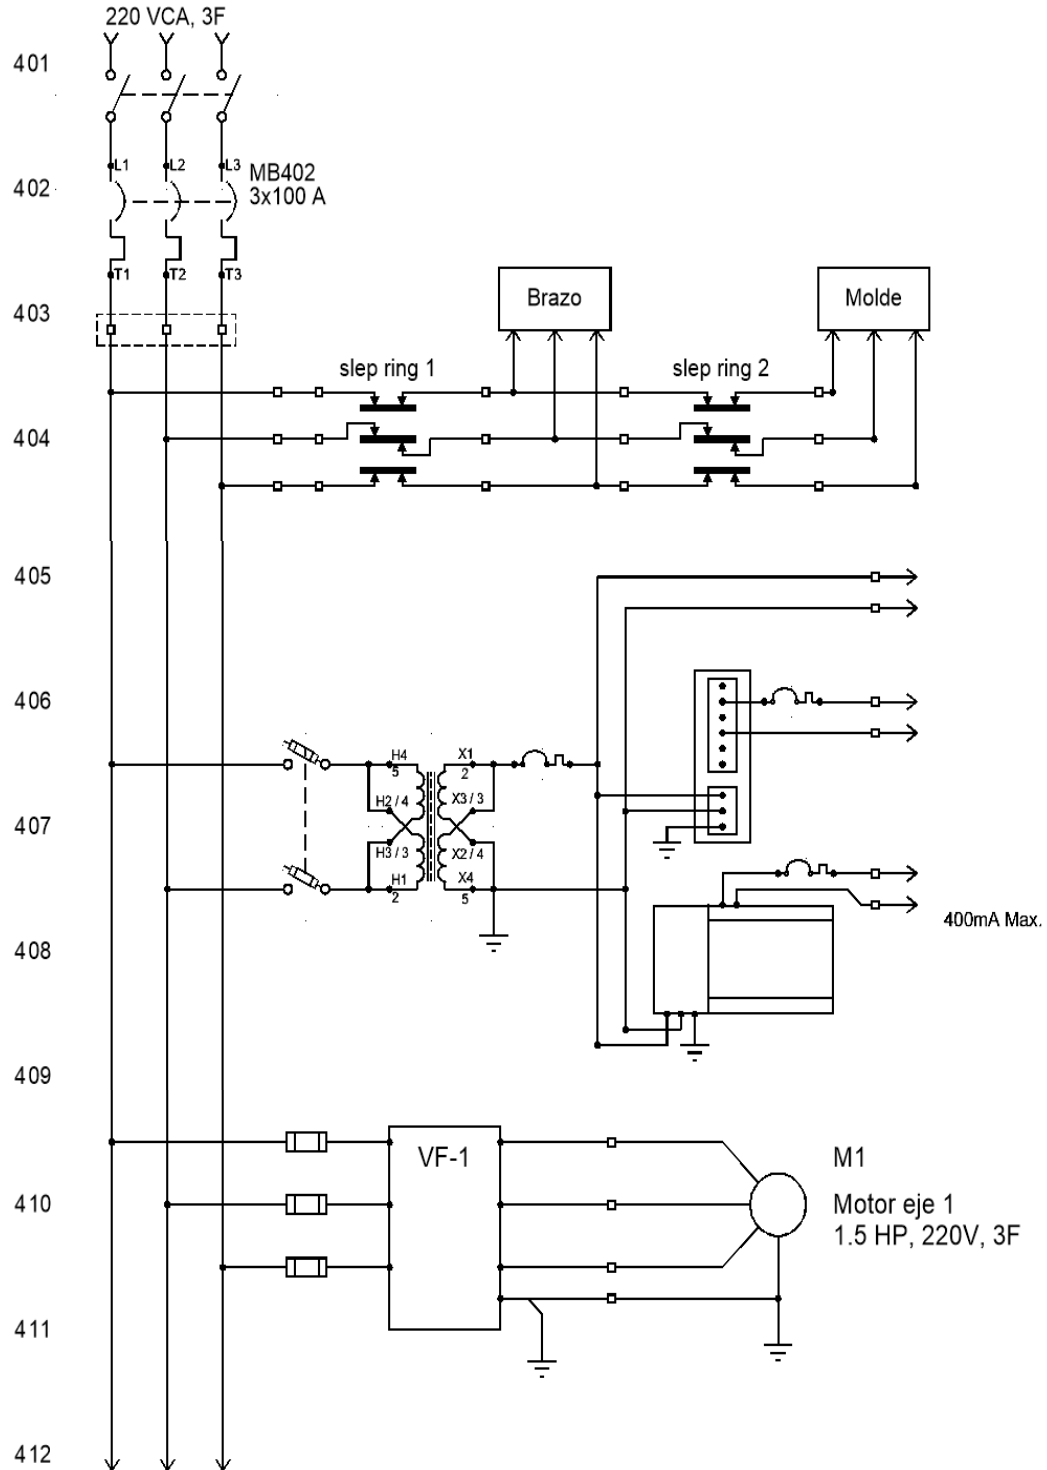 220 VCA, 3F
401
L1
L2
L3
MB402
402
3x100 A
T1
T2
T3
403
Brazo
Molde
slep ring 1
slep ring 2
404
405
406
H4
5
X1
2
H2 / 4
X3 / 3
407
H3 / 3
X2 / 4
H1
2
X4
5
400mA Max.
408
409
VF-1
M1
410
Motor eje 1
1.5 HP, 220V, 3F
411
412